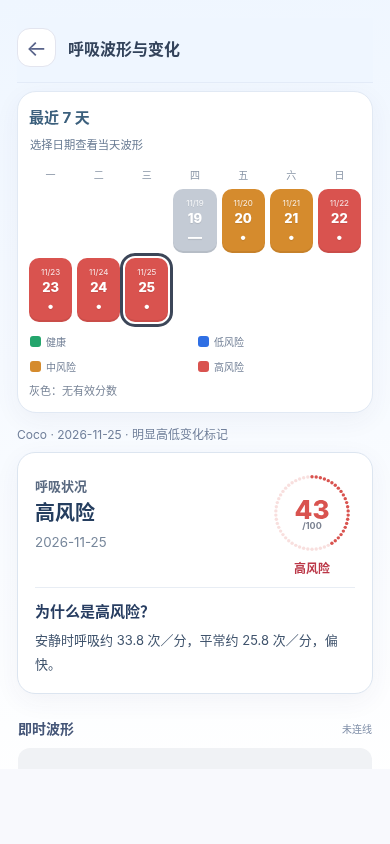 呼吸波形与变化
最近 7 天
选择日期查看当天波形
一 二 三 四 五 六 日
11/19 11/20 11/21 11/22
19 20 21 22
11/23 11/24 11/25
23 24 25
健康 低风险
中风险 高风险
灰色：无有效分数
Coco · 2026-11-25 · 明显高低变化标记
呼吸状况
高风险
2026-11-25
43
/100
高风险
为什么是高风险?
安静时呼吸约 33.8 次／分，平常约 25.8 次／分，偏
快。
即时波形 未连线